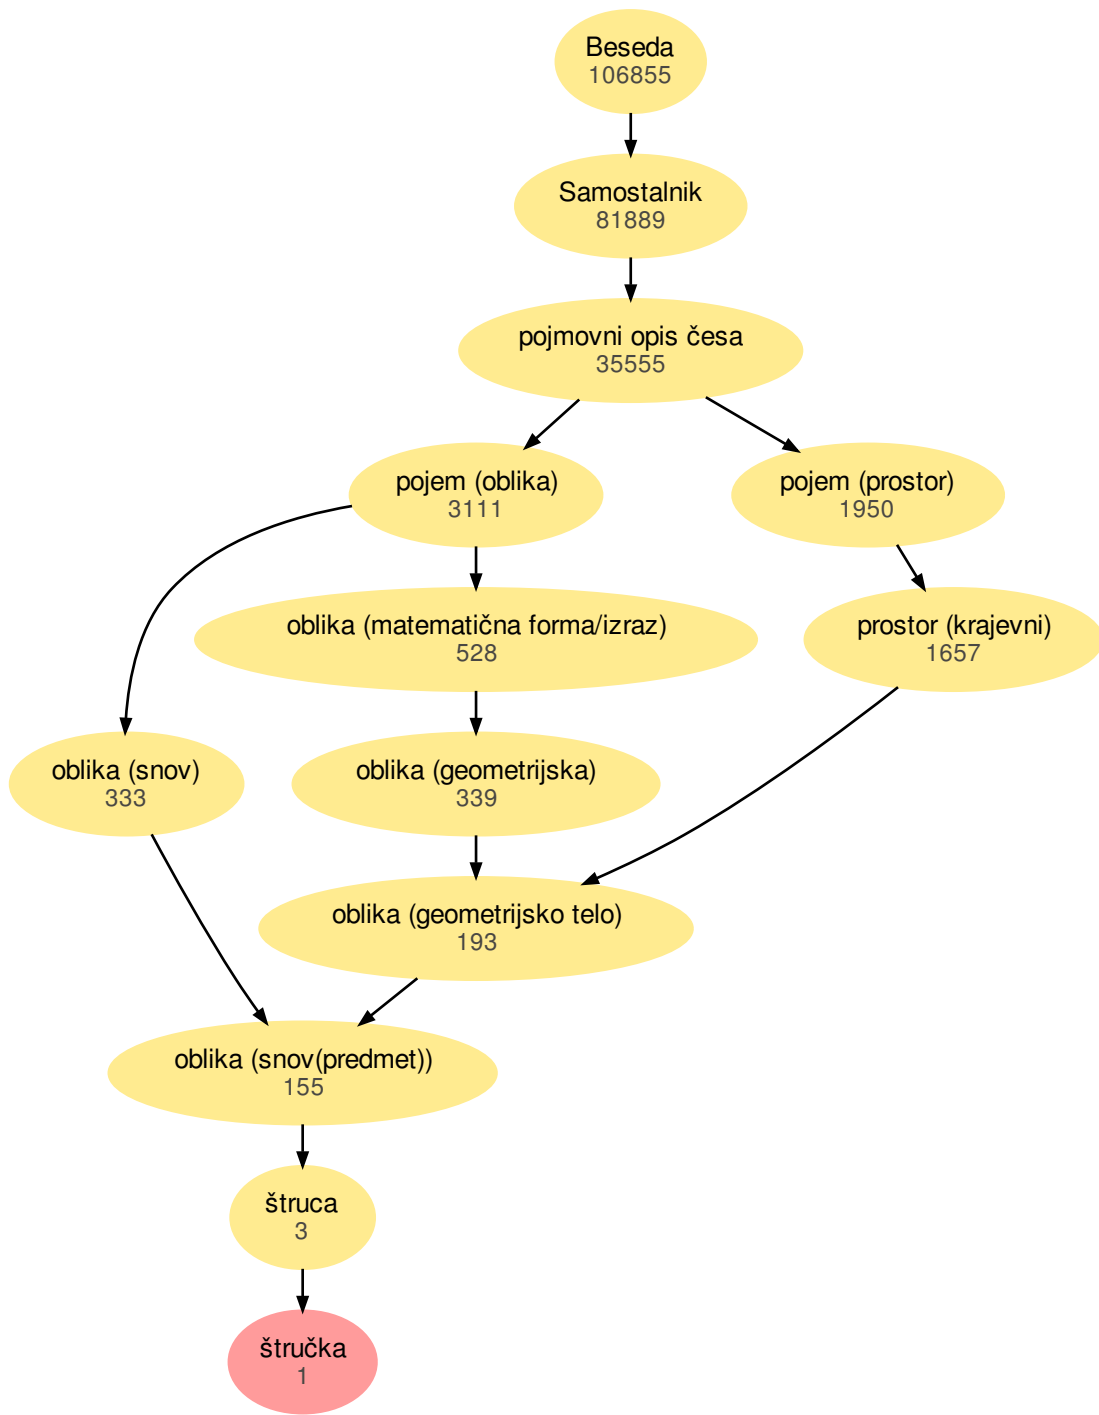 Beseda
106855
Samostalnik
81889
pojmovni opis česa
35555
pojem (oblika)
3111
pojem (prostor)
1950
oblika (matematična forma/izraz)
528
prostor (krajevni)
1657
oblika (snov)
333
oblika (geometrijska)
339
oblika (geometrijsko telo)
193
oblika (snov(predmet))
155
štruca
3
štručka
1